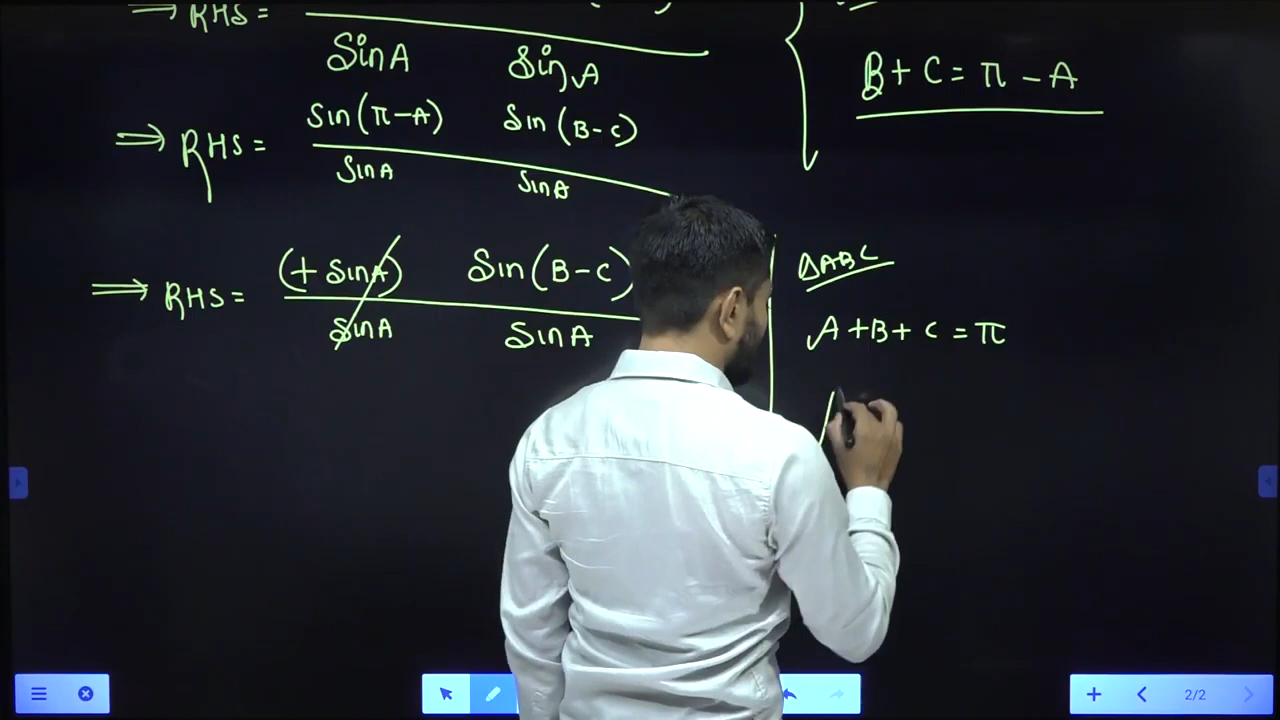 ⇒ RHS =
SinA SinA
B + C = π - A
⇒ RHS = Sin(π-A) Sin(B-C)
SinA SinA
⇒ RHS = (+ SinA) Sin(B-C)
SinA SinA
ΔABC
A + B + C = π
2/2